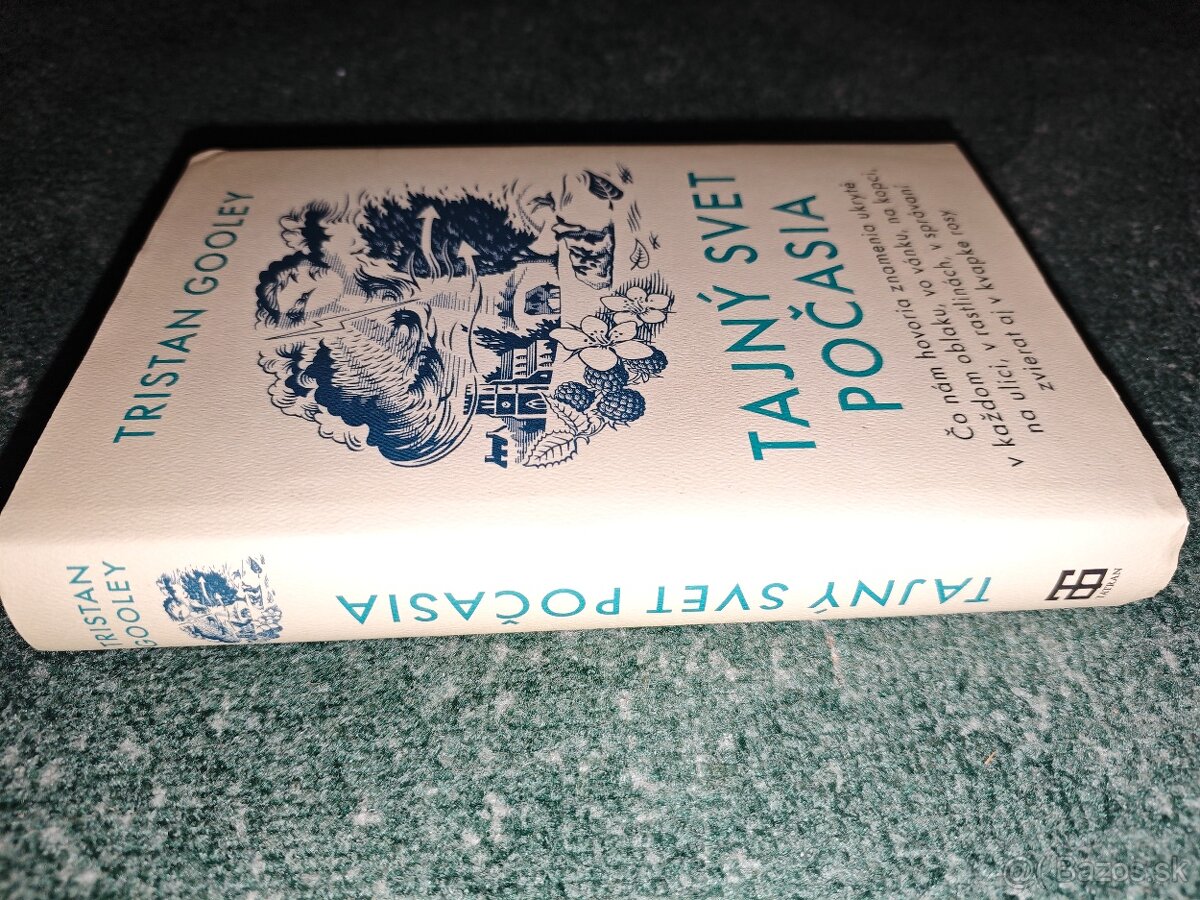 TRISTAN GOOLEY
TAJNÝ SVET
POČASIA
Čo nám hovoria znamenia ukryté
v každom oblaku, vo vánku, na kopci,
na ulici, v rastlinách, v správaní
zvierat aj v kvapke rosy
TRISTAN
GOOLEY
TAJNÝ SVET POČASIA
TATRAN
@ Bazos.sk